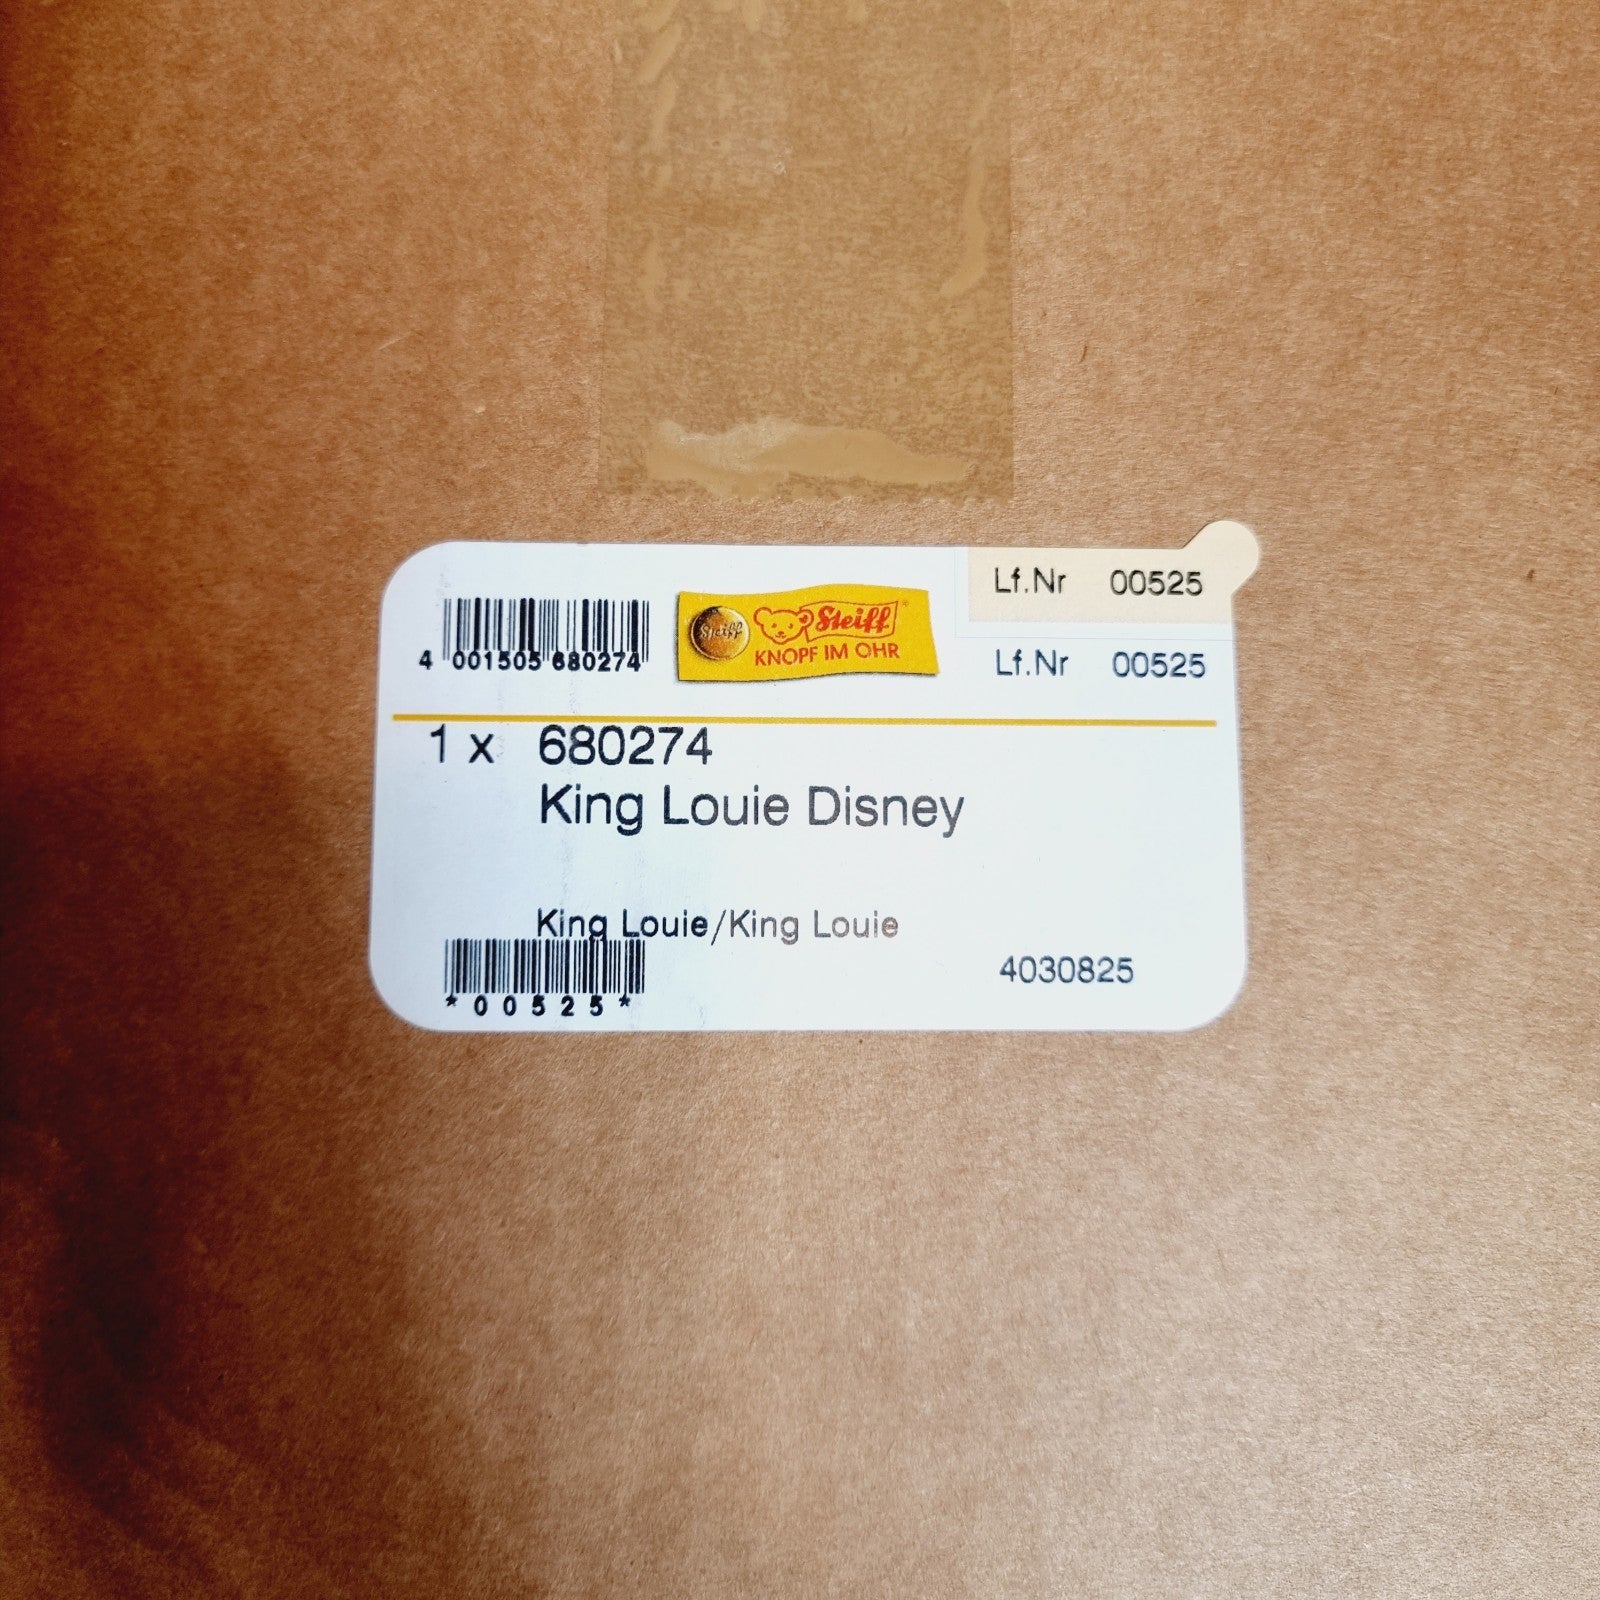 Lf.Nr 00525
4 001505 680274
Steiff
Steiff
KNOPF IM OHR
Lf.Nr 00525
1 x 680274
King Louie Disney
King Louie/King Louie
4030825
*00525*